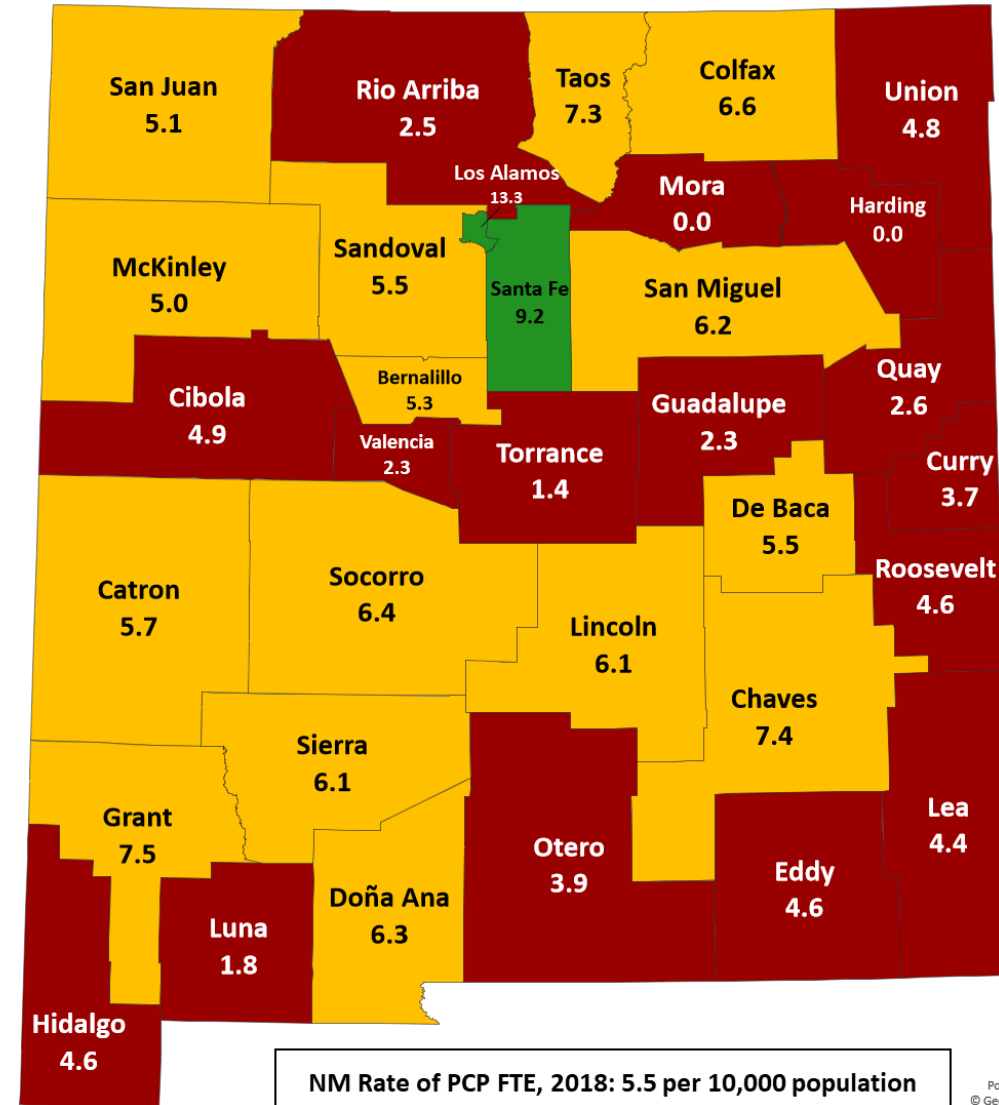 San Juan
5.1
Rio Arriba
2.5
Taos
7.3
Colfax
6.6
Union
4.8
Los Alamos
13.3
Mora
0.0
Harding
0.0
McKinley
5.0
Sandoval
5.5
Santa Fe
9.2
San Miguel
6.2
Cibola
4.9
Bernalillo
5.3
Valencia
2.3
Torrance
1.4
Guadalupe
2.3
Quay
2.6
Curry
3.7
De Baca
5.5
Roosevelt
4.6
Catron
5.7
Socorro
6.4
Lincoln
6.1
Chaves
7.4
Sierra
6.1
Grant
7.5
Otero
3.9
Lea
4.4
Eddy
4.6
Doña Ana
6.3
Luna
1.8
Hidalgo
4.6
NM Rate of PCP FTE, 2018: 5.5 per 10,000 population
Po
© Geo